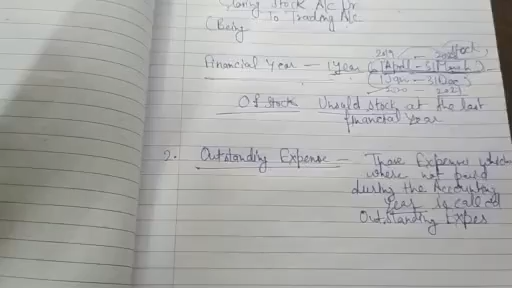 Closing Stock A/c Dr
To Trading A/c
(Being
Financial Year — 1 Year (1 April - 31 March)
2019
(1 Jan - 31 Dec)
2020 — 2021
Of Stock Unsold stock at the last
financial year
2. Outstanding Expense — Those Expenses which
where not paid
during the Accounting
Year is called
Outstanding Expes